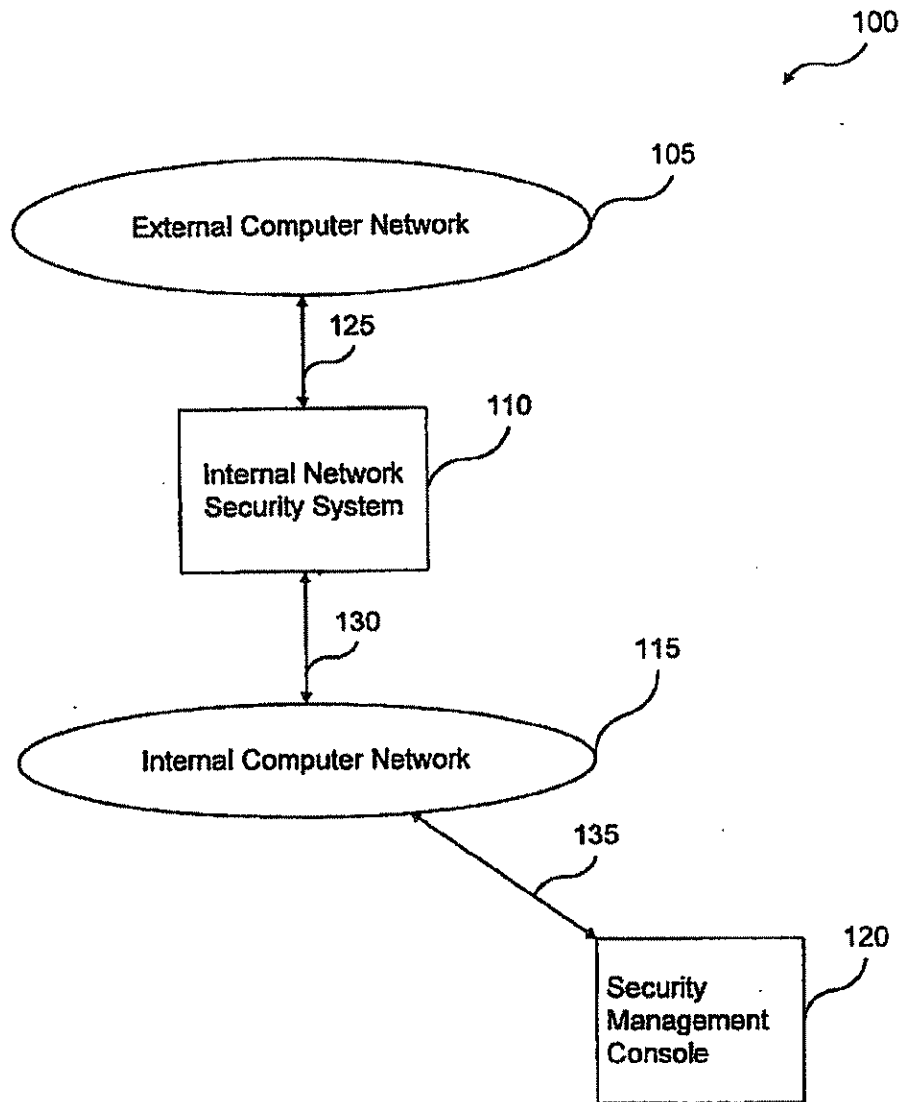 100
105
External Computer Network
125
110
Internal Network
Security System
130
115
Internal Computer Network
135
120
Security
Management
Console